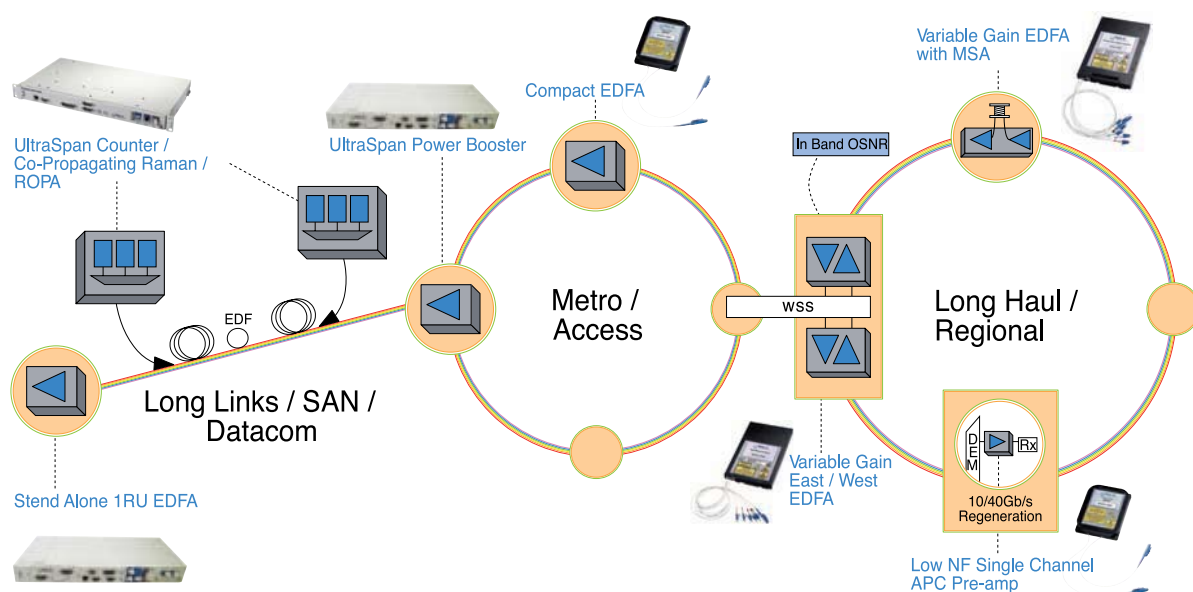 Variable Gain EDFA
with MSA
Compact EDFA
UltraSpan Counter /
Co-Propagating Raman /
ROPA
UltraSpan Power Booster
In Band OSNR
EDF
Metro /
Access
WSS
Long Haul /
Regional
Long Links / SAN /
Datacom
DEM
Rx
10/40Gb/s
Regeneration
Variable Gain
East / West
EDFA
Stend Alone 1RU EDFA
Low NF Single Channel
APC Pre-amp